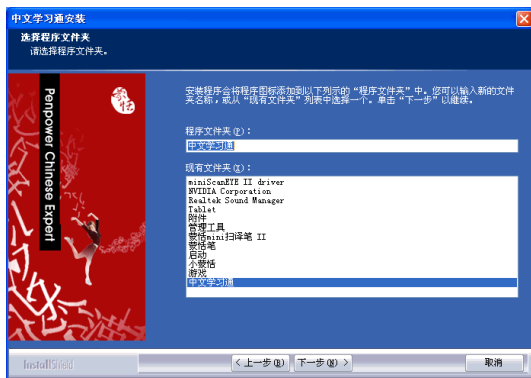 中文学习通安装
选择程序文件夹
请选择程序文件夹。
Penpower Chinese Expert
蒙恬
安装程序会将程序图标添加到以下列示的“程序文件夹”中。您可以输入新的文件
夹名称，或从“现有文件夹”列表中选择一个。单击“下一步”以继续。
程序文件夹(P)：
中文学习通
现有文件夹(X)：
miniScanEYE II driver
NVIDIA Corporation
Realtek Sound Manager
Tablet
附件
管理工具
蒙恬mini扫译笔 II
蒙恬笔
启动
小蒙恬
游戏
中文学习通
InstallShield
< 上一步(B) 下一步(N) > 取消